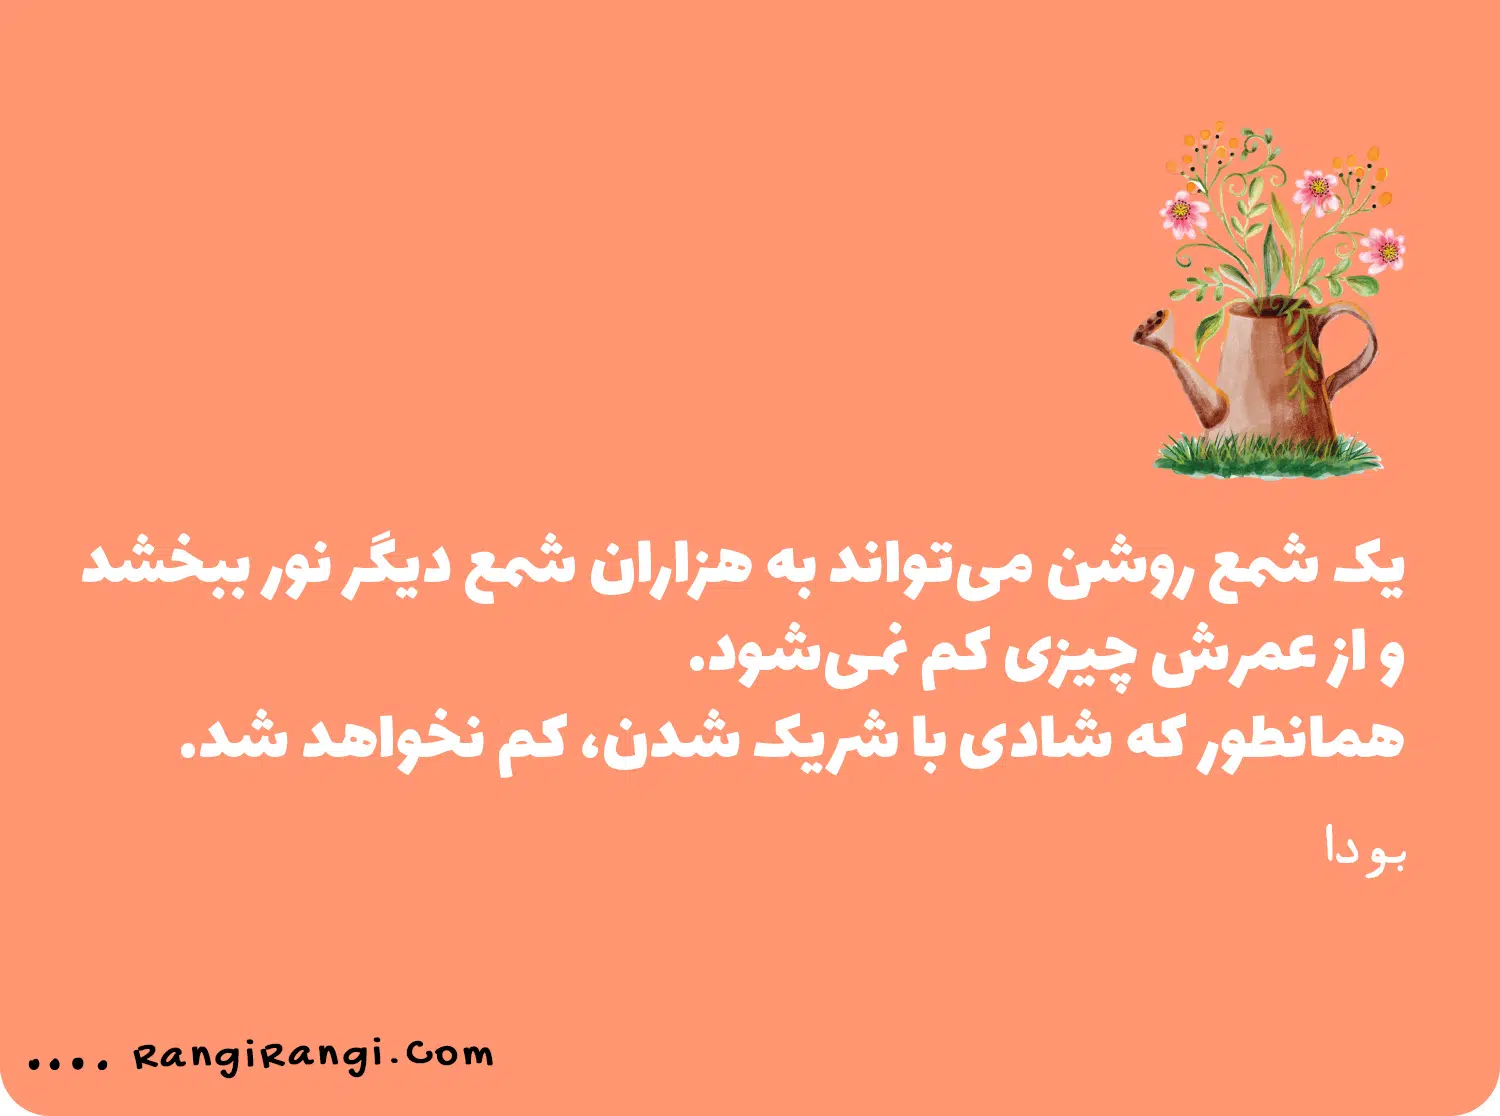 یک شمع روشن می‌تواند به هزاران شمع دیگر نور ببخشد
و از عمرش چیزی کم نمی‌شود.
همانطور که شادی با شریک شدن، کم نخواهد شد.
بودا
.... RangiRangi.Com